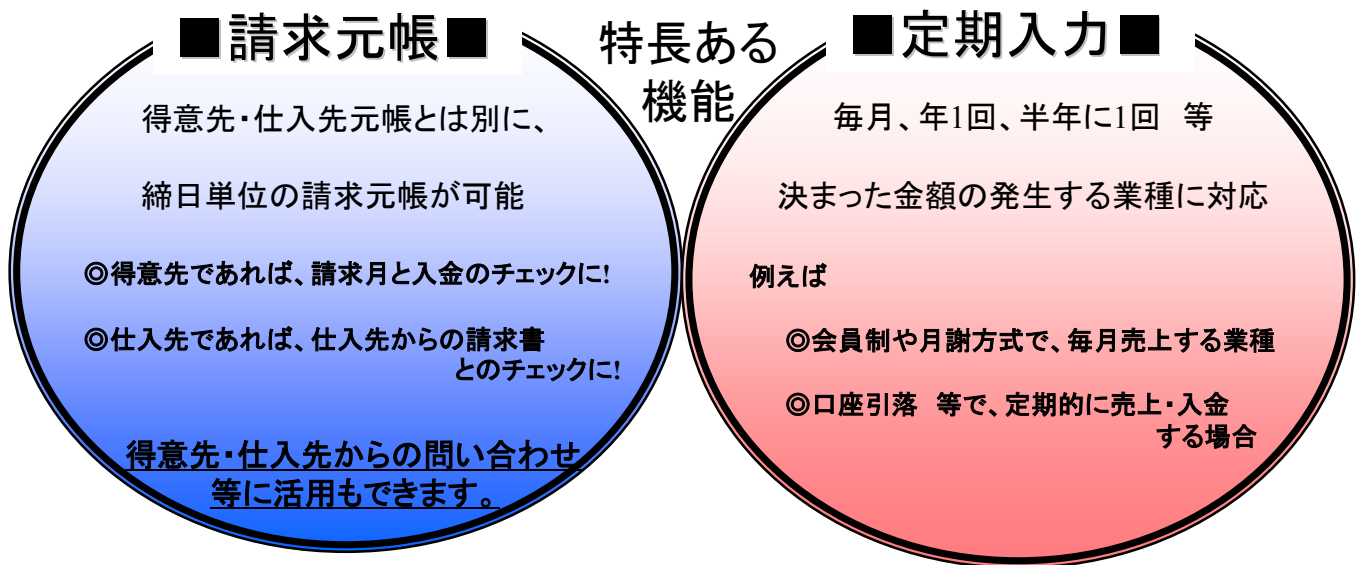 ■請求元帳■
得意先・仕入先元帳とは別に、
締日単位の請求元帳が可能
◎得意先であれば、請求月と入金のチェックに!
◎仕入先であれば、仕入先からの請求書
とのチェックに!
得意先・仕入先からの問い合わせ
等に活用もできます。
特長ある
機能
■定期入力■
毎月、年1回、半年に1回　等
決まった金額の発生する業種に対応
例えば
◎会員制や月謝方式で、毎月売上する業種
◎口座引落　等で、定期的に売上・入金
する場合